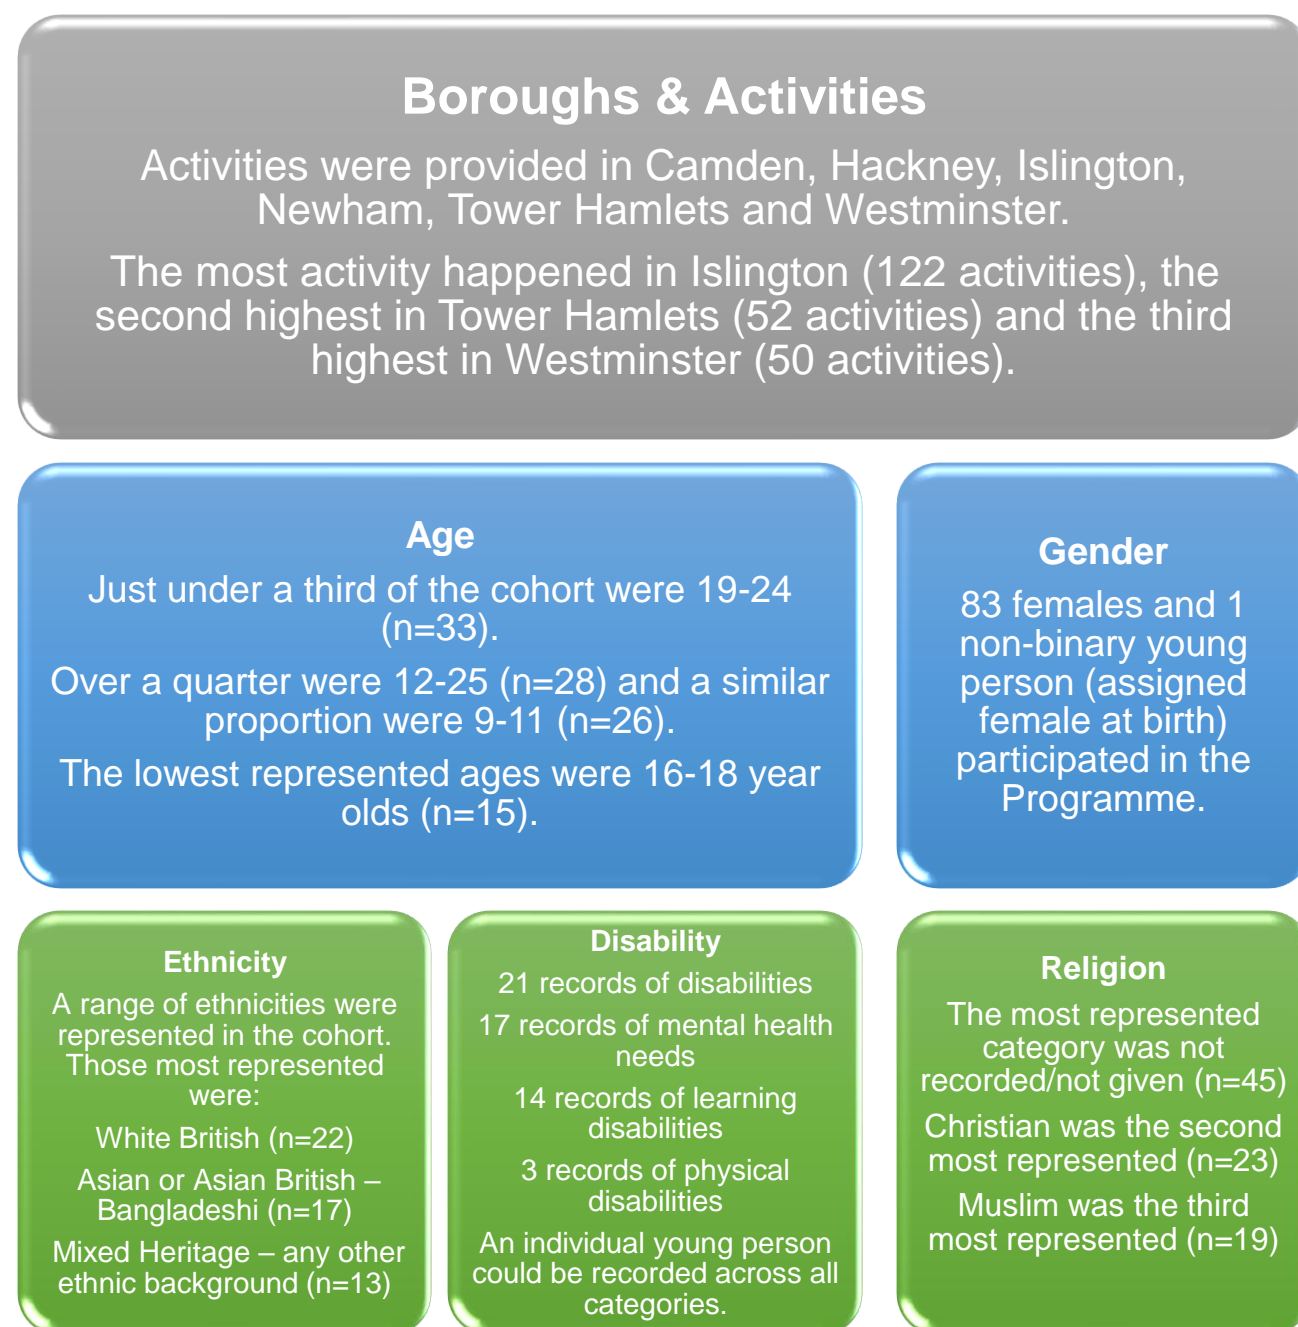 Boroughs & Activities
Activities were provided in Camden, Hackney, Islington,
Newham, Tower Hamlets and Westminster.
The most activity happened in Islington (122 activities), the
second highest in Tower Hamlets (52 activities) and the third
highest in Westminster (50 activities).
Age
Just under a third of the cohort were 19-24
(n=33).
Over a quarter were 12-25 (n=28) and a similar
proportion were 9-11 (n=26).
The lowest represented ages were 16-18 year
olds (n=15).
Gender
83 females and 1
non-binary young
person (assigned
female at birth)
participated in the
Programme.
Ethnicity
A range of ethnicities were
represented in the cohort.
Those most represented
were:
White British (n=22)
Asian or Asian British –
Bangladeshi (n=17)
Mixed Heritage – any other
ethnic background (n=13)
Disability
21 records of disabilities
17 records of mental health
needs
14 records of learning
disabilities
3 records of physical
disabilities
An individual young person
could be recorded across all
categories.
Religion
The most represented
category was not
recorded/not given (n=45)
Christian was the second
most represented (n=23)
Muslim was the third
most represented (n=19)